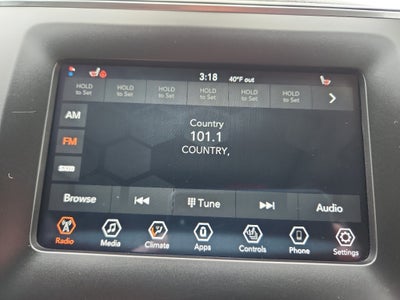 3:18 40°F out
HOLD to Set HOLD to Set HOLD to Set HOLD to Set HOLD to Set HOLD to Set
AM
FM
SXM
Country
101.1
COUNTRY,
Browse Tune Audio
Radio Media Climate Apps Controls Phone Settings